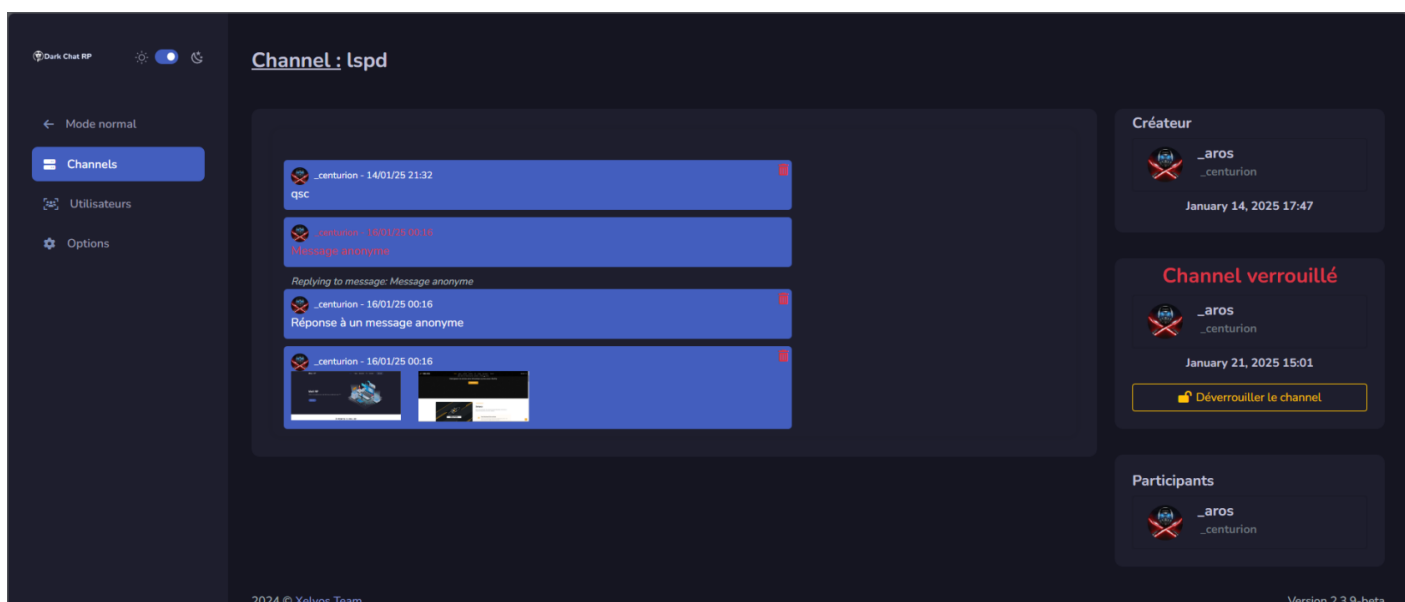 Dark Chat RP
Mode normal
Channels
Utilisateurs
Options
Channel : lspd
_centurion - 14/01/25 21:32
qsc
_centurion - 16/01/25 00:16
Message anonyme
Replying to message: Message anonyme
_centurion - 16/01/25 00:16
Réponse à un message anonyme
_centurion - 16/01/25 00:16
Créateur
_aros
_centurion
January 14, 2025 17:47
Channel verrouillé
_aros
_centurion
January 21, 2025 15:01
Déverrouiller le channel
Participants
_aros
_centurion
2024 © Xelyos Team
Version 2.3.9-beta